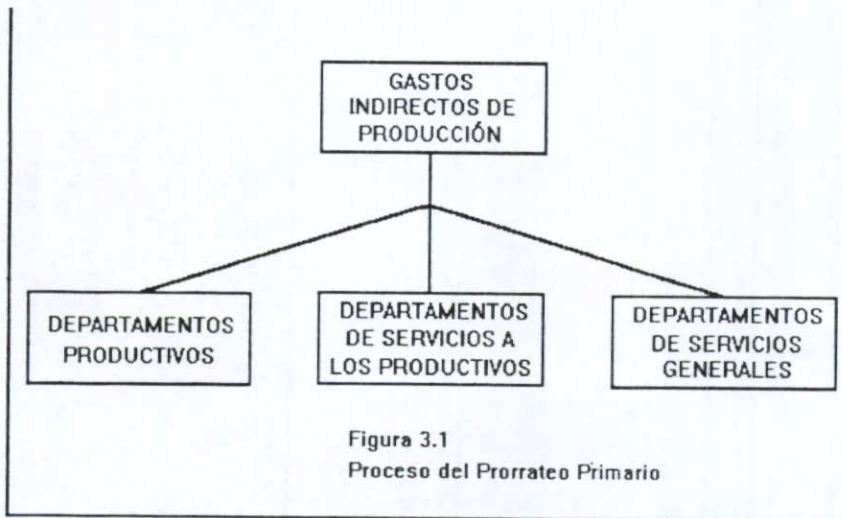 GASTOS
INDIRECTOS DE
PRODUCCIÓN
DEPARTAMENTOS
PRODUCTIVOS
DEPARTAMENTOS
DE SERVICIOS A
LOS PRODUCTIVOS
DEPARTAMENTOS
DE SERVICIOS
GENERALES
Figura 3.1
Proceso del Prorrateo Primario